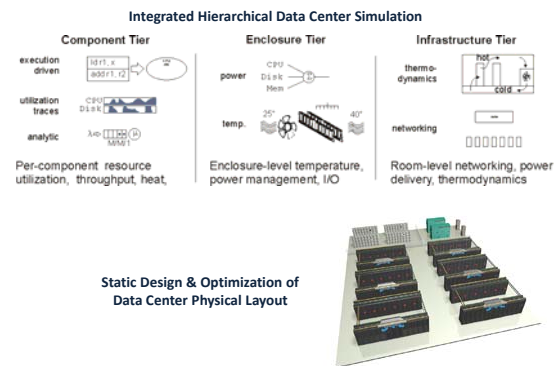 Integrated Hierarchical Data Center Simulation
Component Tier
execution
driven
ld r1, x
add r1, r2
utilization
traces
CPU
Disk
analytic
λ
μ
M/M/1
Per-component resource
utilization, throughput, heat,
Enclosure Tier
power
CPU
Disk
Mem
temp.
25°
40°
Enclosure-level temperature,
power management, I/O
Infrastructure Tier
thermo-
dynamics
hot
cold
networking
Room-level networking, power
delivery, thermodynamics
Static Design & Optimization of
Data Center Physical Layout